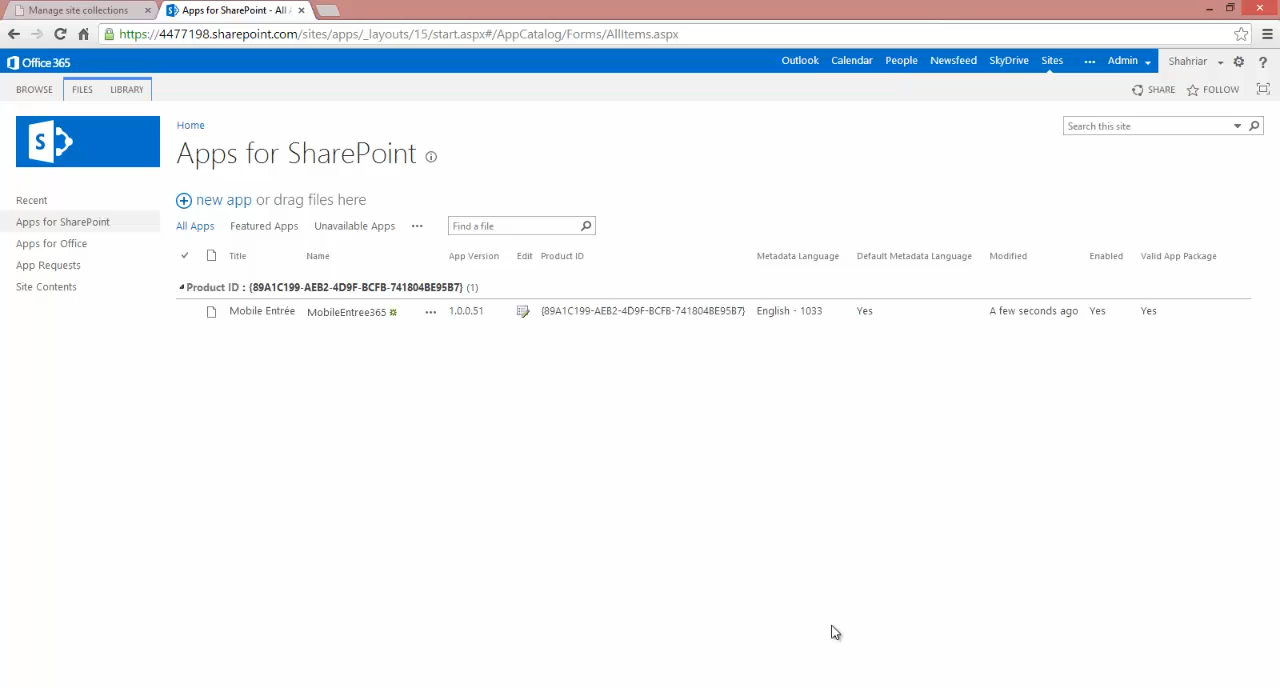 Manage site collections
Apps for SharePoint - All A
https://4477198.sharepoint.com/sites/apps/_layouts/15/start.aspx#/AppCatalog/Forms/AllItems.aspx
Office 365 Outlook Calendar People Newsfeed SkyDrive Sites ... Admin Shahriar ?
BROWSE FILES LIBRARY SHARE FOLLOW
S
Home
Search this site
Apps for SharePoint
Recent
Apps for SharePoint
Apps for Office
App Requests
Site Contents
new app or drag files here
All Apps Featured Apps Unavailable Apps ... Find a file
Title Name App Version Edit Product ID Metadata Language Default Metadata Language Modified Enabled Valid App Package
Product ID : {89A1C199-AEB2-4D9F-BCFB-741804BE95B7} (1)
Mobile Entrée MobileEntree365 ... 1.0.0.51 {89A1C199-AEB2-4D9F-BCFB-741804BE95B7} English - 1033 Yes A few seconds ago Yes Yes